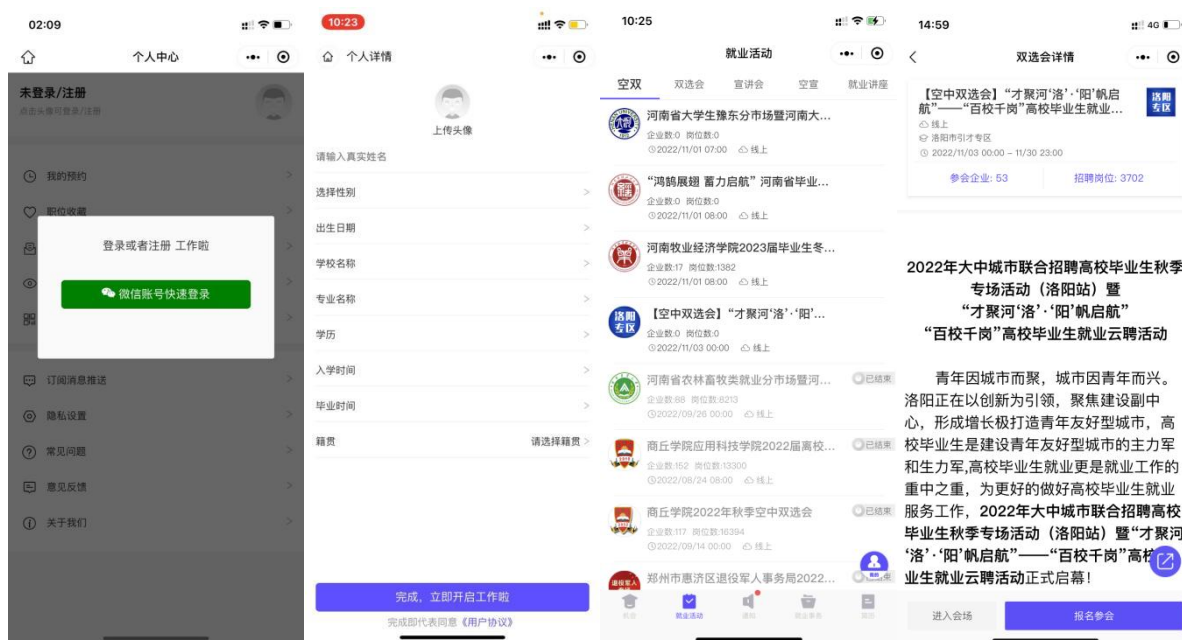 02:09
个人中心
未登录/注册
点击头像可登录/注册
我的预约
职位收藏
登录或者注册 工作啦
微信账号快速登录
订阅消息推送
隐私设置
常见问题
意见反馈
关于我们
10:23
个人详情
上传头像
请输入真实姓名
选择性别
出生日期
学校名称
专业名称
学历
入学时间
毕业时间
籍贯
请选择籍贯
完成，立即开启工作啦
完成即代表同意《用户协议》
10:25
就业活动
空双 双选会 宣讲会 空宣 就业讲座
河南省大学生豫东分市场暨河南大...
企业数:0 岗位数:0
2022/11/01 07:00 线上
“鸿鹄展翅 蓄力启航”河南省毕业...
企业数:0 岗位数:0
2022/11/01 08:00 线上
河南牧业经济学院2023届毕业生冬...
企业数:17 岗位数:1382
2022/11/01 08:00 线上
洛阳专区
【空中双选会】“才聚河‘洛’·‘阳’...
企业数:0 岗位数:0
2022/11/03 00:00 线上
河南省农林畜牧类就业分市场暨河...
已结束
企业数:88 岗位数:8213
2022/09/26 00:00 线上
商丘学院应用科技学院2022届离校...
已结束
企业数:152 岗位数:13300
2022/08/24 08:00 线上
商丘学院2022年秋季空中双选会
已结束
企业数:117 岗位数:16394
2022/09/14 00:00 线上
退役军人
郑州市惠济区退役军人事务局2022...
就业活动
14:59
4G
双选会详情
【空中双选会】“才聚河‘洛’·‘阳’帆启
航”——“百校千岗”高校毕业生就业...
洛阳
专区
线上
洛阳市引才专区
2022/11/03 00:00 – 11/30 23:00
参会企业: 53
招聘岗位: 3702
2022年大中城市联合招聘高校毕业生秋季
专场活动（洛阳站）暨
“才聚河‘洛’·‘阳’帆启航”
“百校千岗”高校毕业生就业云聘活动
青年因城市而聚，城市因青年而兴。
洛阳正在以创新为引领，聚焦建设副中
心，形成增长极打造青年友好型城市，高
校毕业生是建设青年友好型城市的主力军
和生力军,高校毕业生就业更是就业工作的
重中之重，为更好的做好高校毕业生就业
服务工作，2022年大中城市联合招聘高校
毕业生秋季专场活动（洛阳站）暨“才聚河
‘洛’·‘阳’帆启航”——“百校千岗”高校
业生就业云聘活动正式启幕！
进入会场
报名参会